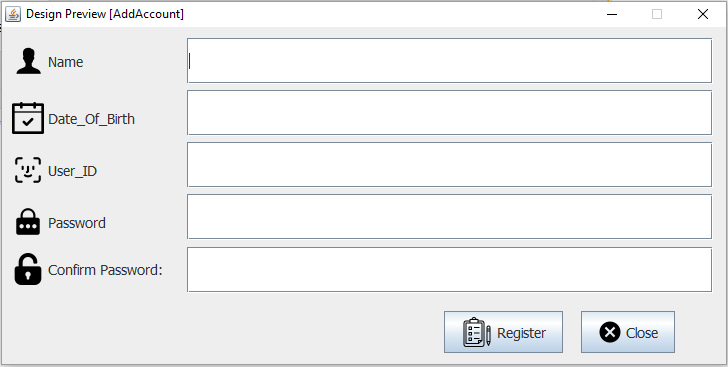 Design Preview [AddAccount]
Name
Date_Of_Birth
User_ID
Password
Confirm Password:
Register Close